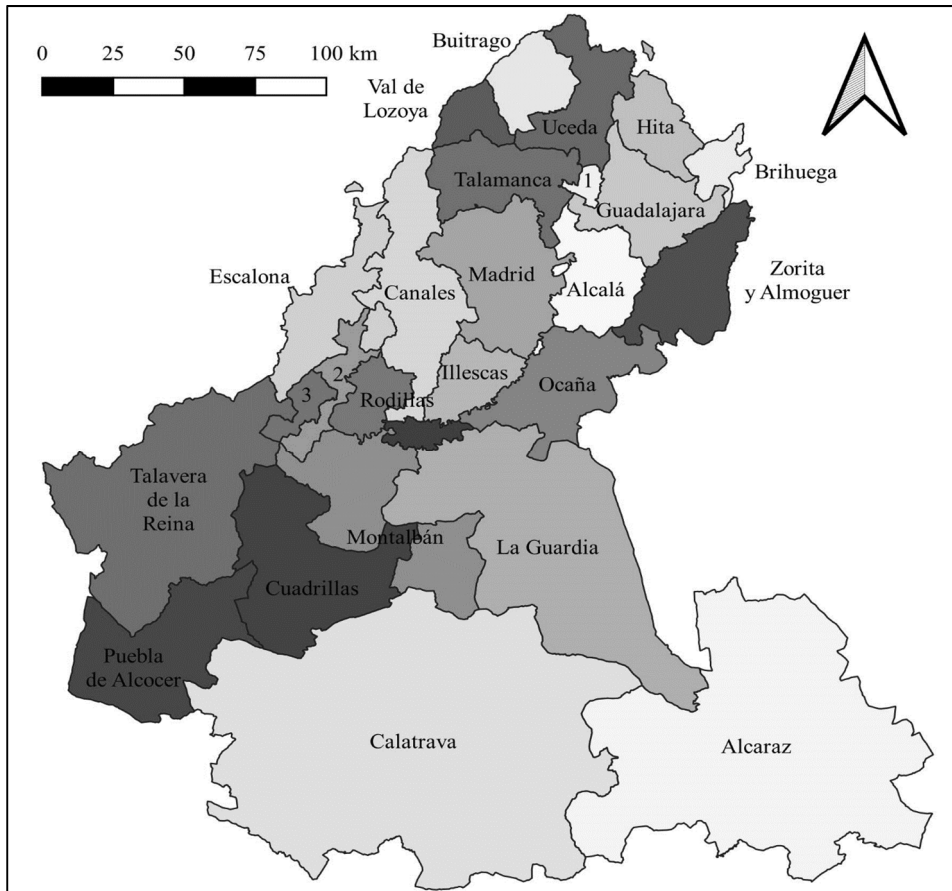 0 25 50 75 100 km
Buitrago
Val de
Lozoya
Uceda
Hita
Brihuega
Talamanca
1
Guadalajara
Escalona
Madrid
Canales
Alcalá
Zorita
y Almoguer
Illescas
2
3
Rodillas
Ocaña
Talavera
de la
Reina
Montalbán
La Guardia
Cuadrillas
Puebla
de Alcocer
Calatrava
Alcaraz